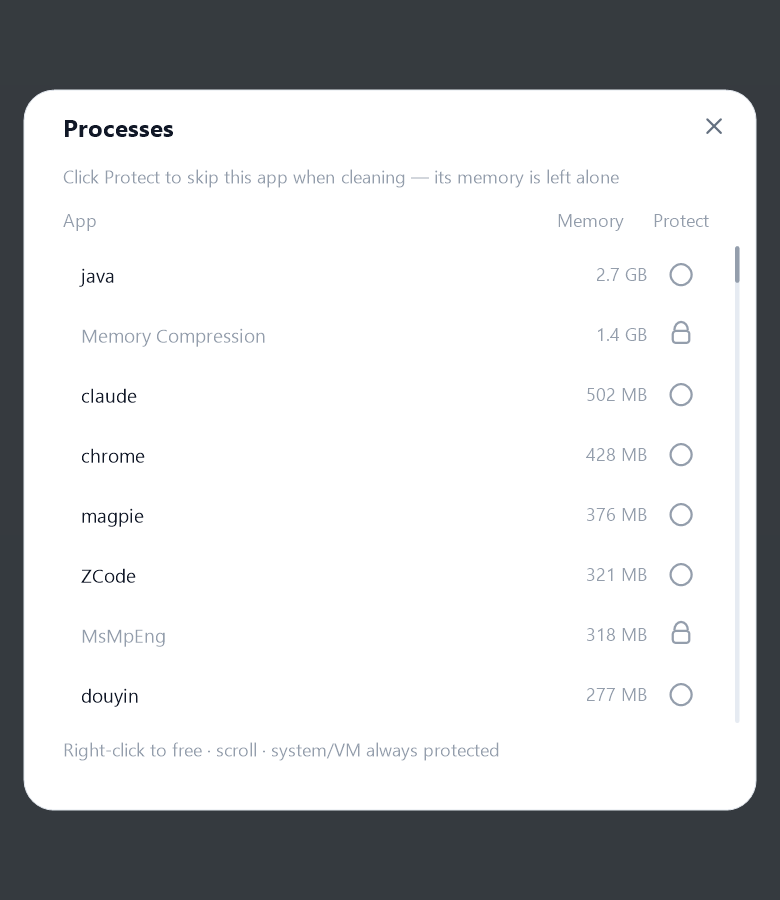 Processes
Click Protect to skip this app when cleaning — its memory is left alone
App Memory Protect
java 2.7 GB
Memory Compression 1.4 GB
claude 502 MB
chrome 428 MB
magpie 376 MB
ZCode 321 MB
MsMpEng 318 MB
douyin 277 MB
Right-click to free · scroll · system/VM always protected